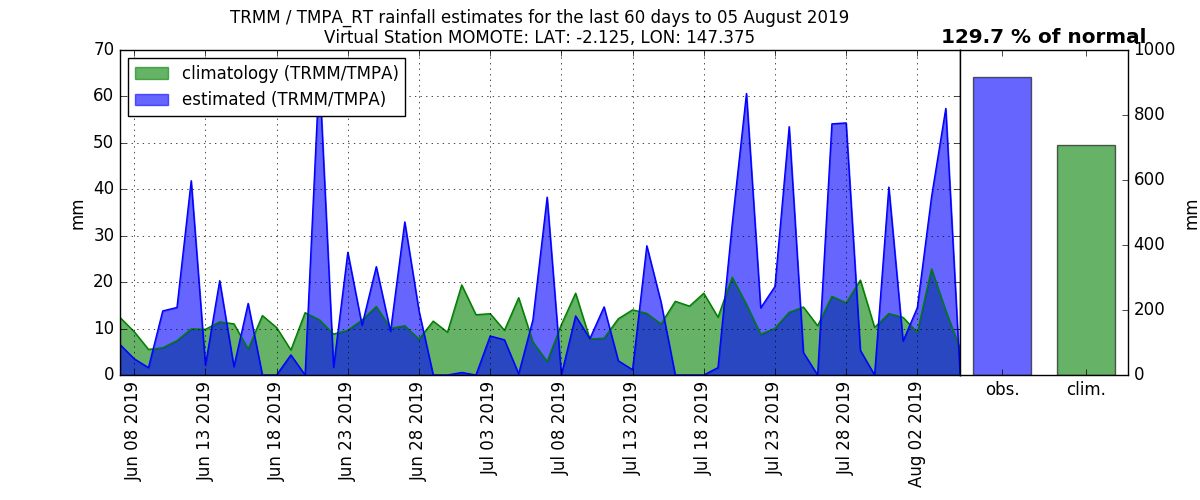 TRMM / TMPA_RT rainfall estimates for the last 60 days to 05 August 2019
Virtual Station MOMOTE: LAT: -2.125, LON: 147.375
129.7 % of normal
climatology (TRMM/TMPA)
estimated (TRMM/TMPA)
70
60
50
40
30
20
10
0
mm
Jun 08 2019
Jun 13 2019
Jun 18 2019
Jun 23 2019
Jun 28 2019
Jul 03 2019
Jul 08 2019
Jul 13 2019
Jul 18 2019
Jul 23 2019
Jul 28 2019
Aug 02 2019
obs.
clim.
1000
800
600
400
200
0
mm